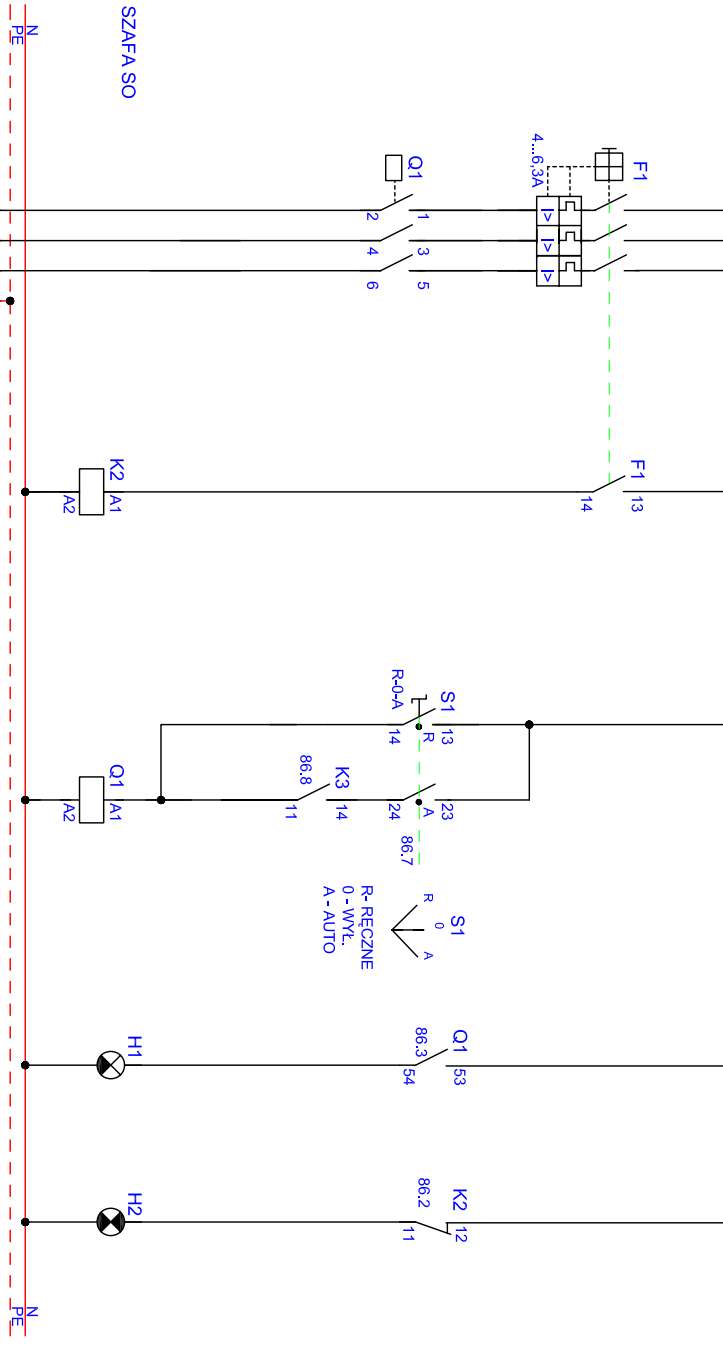 F1
4...6,3A
I>
I>
I>
Q1
1
2
3
4
5
6
SZAFA SO
N
PE
F1
13
14
K2
A1
A2
S1
13
R
14
R-0-A
23
A
24
86.7
K3
14
11
86.8
Q1
A1
A2
S1
R
0
A
R- RĘCZNE
0 - WYŁ.
A - AUTO
Q1
53
54
86.3
H1
K2
12
11
86.2
H2
N
PE